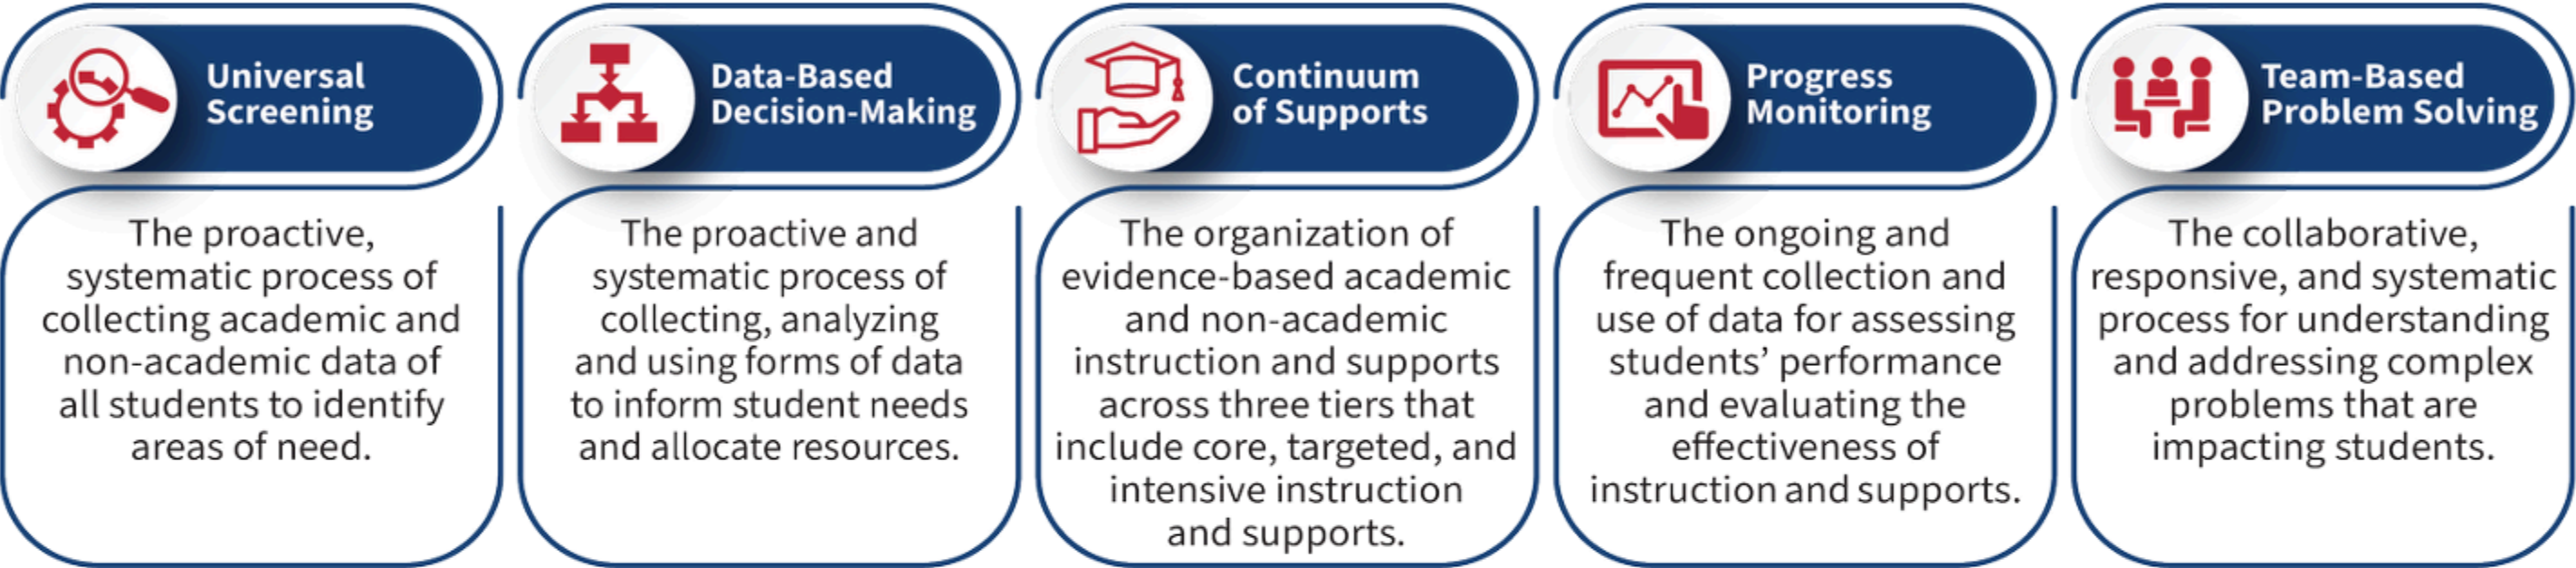 Universal
Screening
The proactive,
systematic process of
collecting academic and
non-academic data of
all students to identify
areas of need.
Data-Based
Decision-Making
The proactive and
systematic process of
collecting, analyzing
and using forms of data
to inform student needs
and allocate resources.
Continuum
of Supports
The organization of
evidence-based academic
and non-academic
instruction and supports
across three tiers that
include core, targeted, and
intensive instruction
and supports.
Progress
Monitoring
The ongoing and
frequent collection and
use of data for assessing
students’ performance
and evaluating the
effectiveness of
instruction and supports.
Team-Based
Problem Solving
The collaborative,
responsive, and systematic
process for understanding
and addressing complex
problems that are
impacting students.